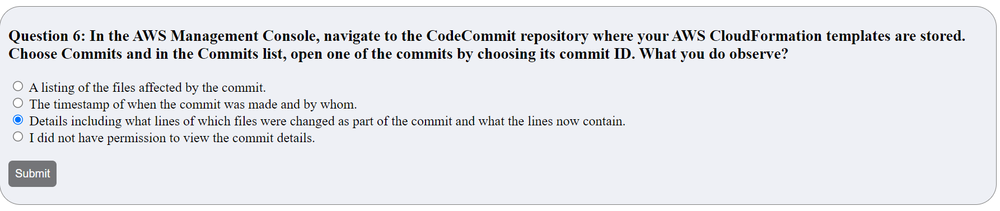 Question 6: In the AWS Management Console, navigate to the CodeCommit repository where your AWS CloudFormation templates are stored.
Choose Commits and in the Commits list, open one of the commits by choosing its commit ID. What you do observe?
A listing of the files affected by the commit.
The timestamp of when the commit was made and by whom.
Details including what lines of which files were changed as part of the commit and what the lines now contain.
I did not have permission to view the commit details.
Submit